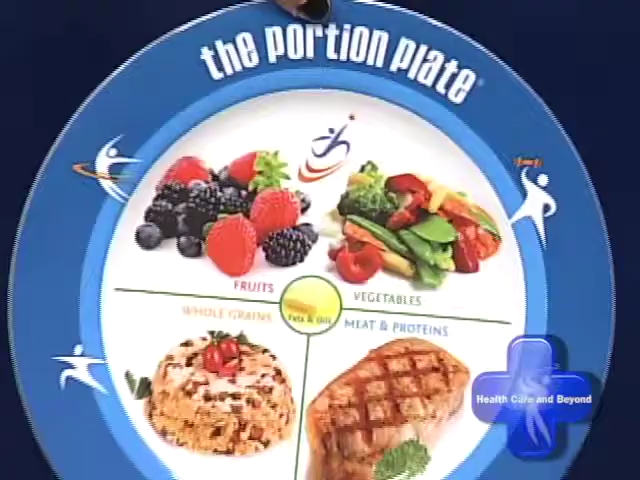 the portion plate
FRUITS
VEGETABLES
Fats & Oils
WHOLE GRAINS
MEAT & PROTEINS
Health Care and Beyond